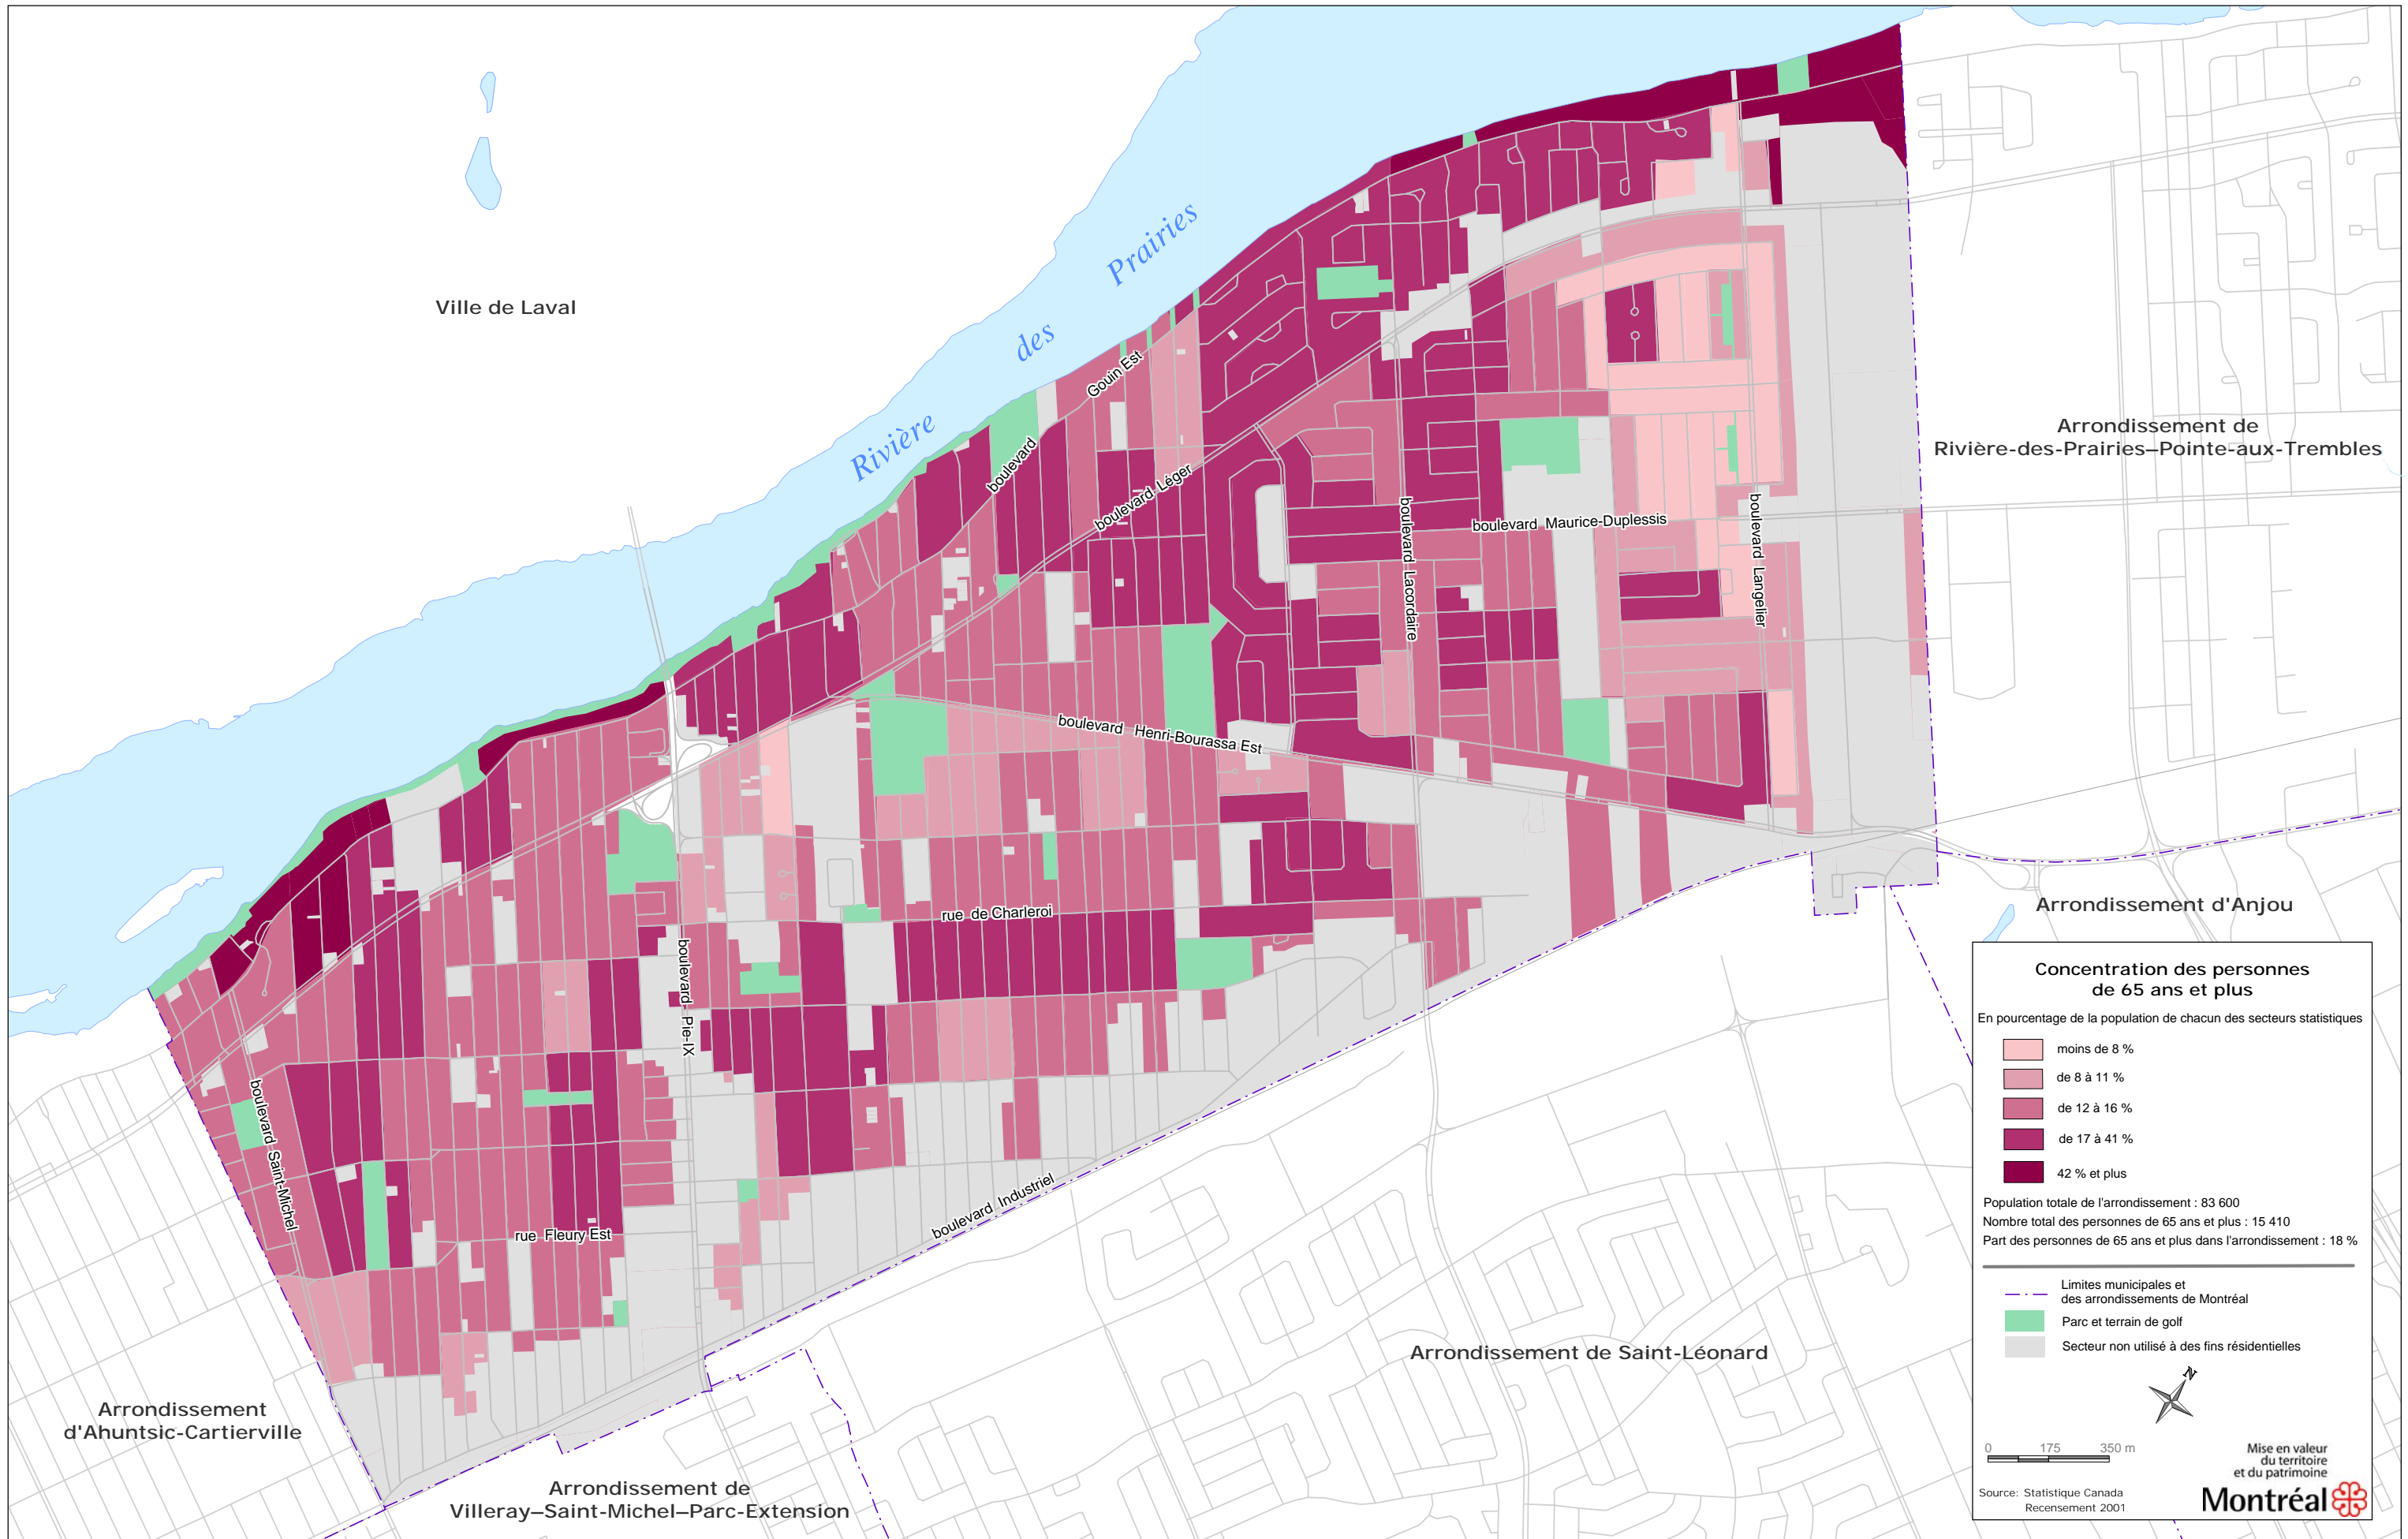 Ville de Laval
Rivière
des
Prairies
Gouin Est
boulevard
boulevard Léger
boulevard Maurice-Duplessis
boulevard Lacordaire
boulevard Langelier
boulevard Henri-Bourassa Est
rue de Charleroi
boulevard Pie-IX
boulevard Saint-Michel
rue Fleury Est
boulevard Industriel
Arrondissement de
Rivière-des-Prairies–Pointe-aux-Trembles
Arrondissement d'Anjou
Arrondissement de Saint-Léonard
Arrondissement
d'Ahuntsic-Cartierville
Arrondissement de
Villeray–Saint-Michel–Parc-Extension
Concentration des personnes
de 65 ans et plus
En pourcentage de la population de chacun des secteurs statistiques
moins de 8 %
de 8 à 11 %
de 12 à 16 %
de 17 à 41 %
42 % et plus
Population totale de l'arrondissement : 83 600
Nombre total des personnes de 65 ans et plus : 15 410
Part des personnes de 65 ans et plus dans l'arrondissement : 18 %
Limites municipales et
des arrondissements de Montréal
Parc et terrain de golf
Secteur non utilisé à des fins résidentielles
N
0 175 350 m
Mise en valeur
du territoire
et du patrimoine
Source: Statistique Canada
Recensement 2001
Montréal